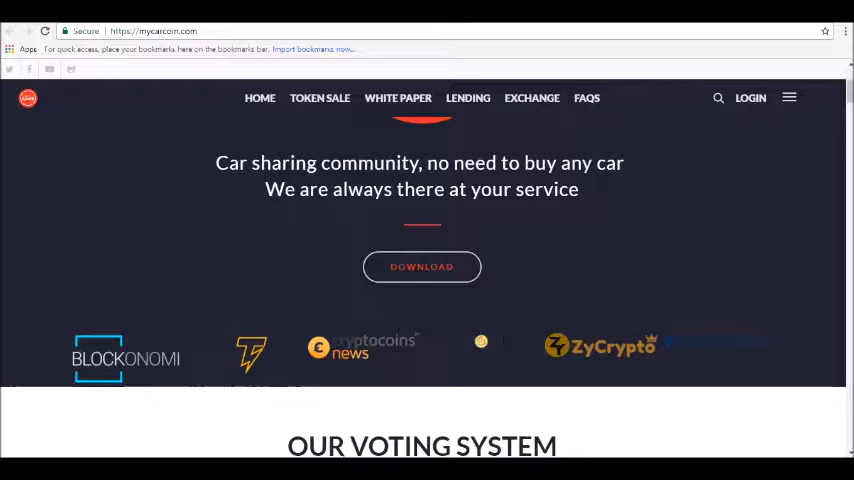 Secure https://mycarcoin.com
Apps For quick access, place your bookmarks here on the bookmarks bar. Import bookmarks now...
HOME TOKEN SALE WHITE PAPER LENDING EXCHANGE FAQS LOGIN
Car sharing community, no need to buy any car
We are always there at your service
DOWNLOAD
BLOCKONOMI
cryptocoins
news
ZyCrypto
OUR VOTING SYSTEM